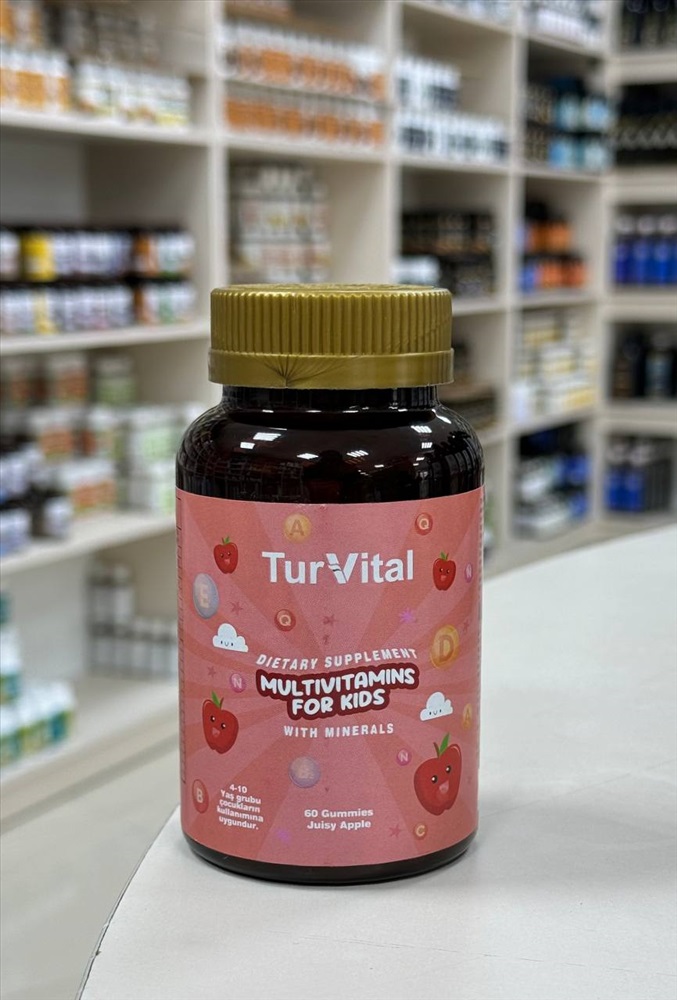 TurVital
DIETARY SUPPLEMENT
MULTIVITAMINS
FOR KIDS
WITH MINERALS
4-10
Yaş grubu
çocukların
kullanımına
uygundur.
60 Gummies
Juisy Apple
A
Q
E
Q
D
N
A
N
B
C